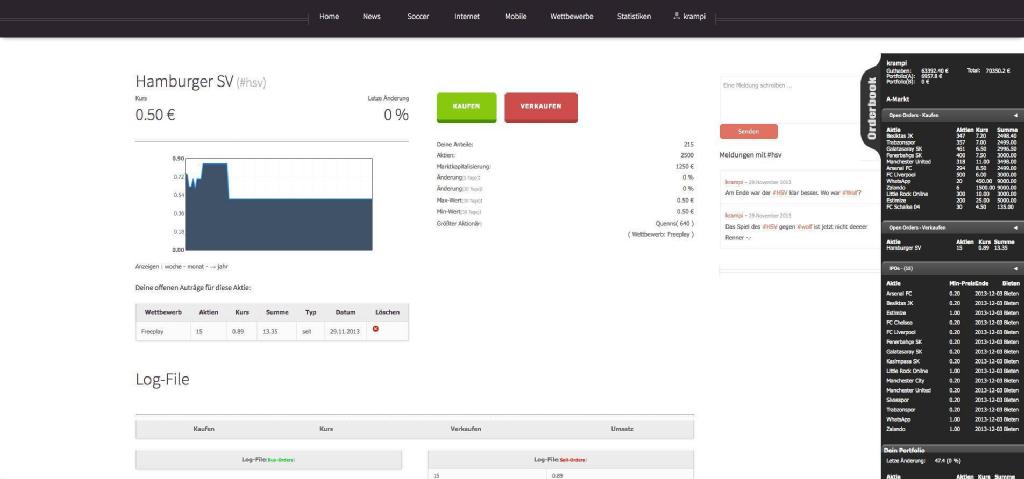 Home News Soccer Internet Mobile Wettbewerbe Statistiken krampi
Hamburger SV (#hsv)
Kurs Letze Änderung
0.50 € 0 %
0.90
0.72
0.54
0.36
0.18
0.00
Anzeigen : woche - monat - → jahr
Deine offenen Auträge für diese Aktie:
Wettbewerb Aktien Kurs Summe Typ Datum Löschen
Freeplay 15 0.89 13.35 sell 29.11.2013
KAUFEN VERKAUFEN
Deine Anteile: 215
Aktien: 2500
Marktkapitalisierung: 1250 €
Änderung 0 %
Änderung 0 %
Max-Wert 0.50 €
Min-Wert 0.50 €
Größter Aktionär: Quenns( 640 )
( Wettbewerb: Freeplay )
Eine Meldung schreiben ...
Senden
Meldungen mit #hsv
krampi - 29.November 2013
Am Ende war der #HSV klar besser. Wo war #Wolf?
krampi - 29.November 2013
Das Spiel des #HSV gegen #wolf ist jetzt nicht deeeer
Renner -.-
Log-File
Kaufen Kurs Verkaufen Umsatz
Log-File(Buy-Orders) Log-File(Sell-Orders)
15 0.89
Orderbook
krampi
Guthaben: 63392.40 € Total: 70350.2 €
Portfolio(A): 6957.8 €
Portfolio(B): 0 €
A-Markt
Open Orders - Kaufen
Aktie Aktien Kurs Summe
Besiktas JK 347 7.20 2498.40
Trabzonspor 357 7.00 2499.00
Galatasaray SK 461 6.50 2996.50
Fenerbahçe SK 400 7.50 3000.00
Manchester United 318 11.00 3498.00
Arsenal FC 294 8.50 2499.00
FC Liverpool 500 6.00 3000.00
WhatsApp 20 450.00 9000.00
Zalando 6 1500.00 9000.00
Little Rock Online 300 10.00 3000.00
Estimize 200 25.00 5000.00
FC Schalke 04 30 4.50 135.00
Open Orders - Verkaufen
Aktie Aktien Kurs Summe
Hamburger SV 15 0.89 13.35
IPOs - (15)
Aktie Min-Preis Ende Bieten
Arsenal FC 0.20 2013-12-03 Bieten
Besiktas JK 0.20 2013-12-03 Bieten
Estimize 1.00 2013-12-03 Bieten
FC Chelsea 0.20 2013-12-03 Bieten
FC Liverpool 0.20 2013-12-03 Bieten
Fenerbahçe SK 0.20 2013-12-03 Bieten
Galatasaray SK 0.20 2013-12-03 Bieten
Kasimpasa SK 0.20 2013-12-03 Bieten
Little Rock Online 1.00 2013-12-03 Bieten
Manchester City 0.20 2013-12-03 Bieten
Manchester United 0.20 2013-12-03 Bieten
Sivasspor 0.20 2013-12-03 Bieten
Trabzonspor 0.20 2013-12-03 Bieten
WhatsApp 1.00 2013-12-03 Bieten
Zalando 1.00 2013-12-03 Bieten
Dein Portfolio
Letze Änderung: 47.4 (0 %)
Aktie Aktien Kurs Summe